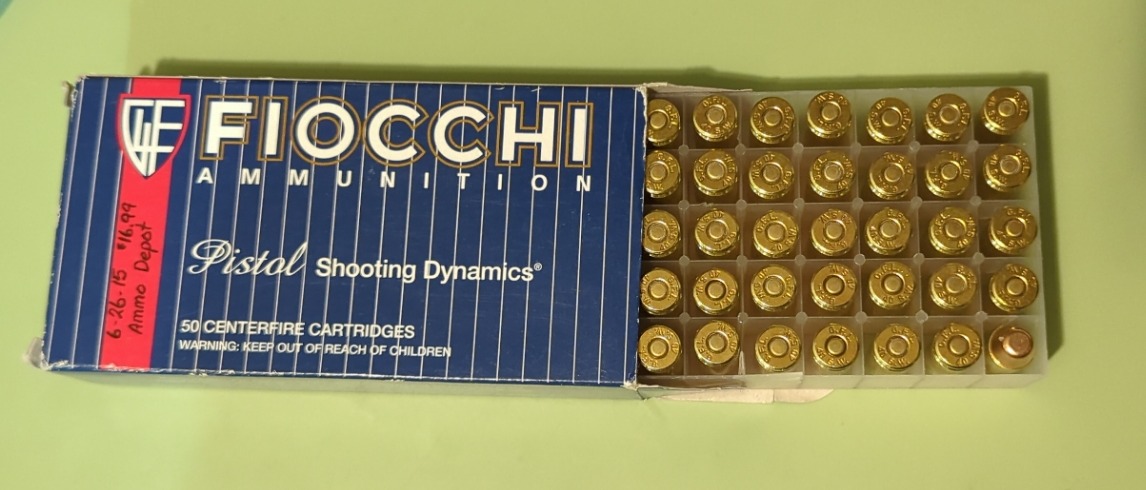 FIOCCHI
AMMUNITION
Pistol Shooting Dynamics®
50 CENTERFIRE CARTRIDGES
WARNING: KEEP OUT OF REACH OF CHILDREN
6-26-15 $16.99
Ammo Depot